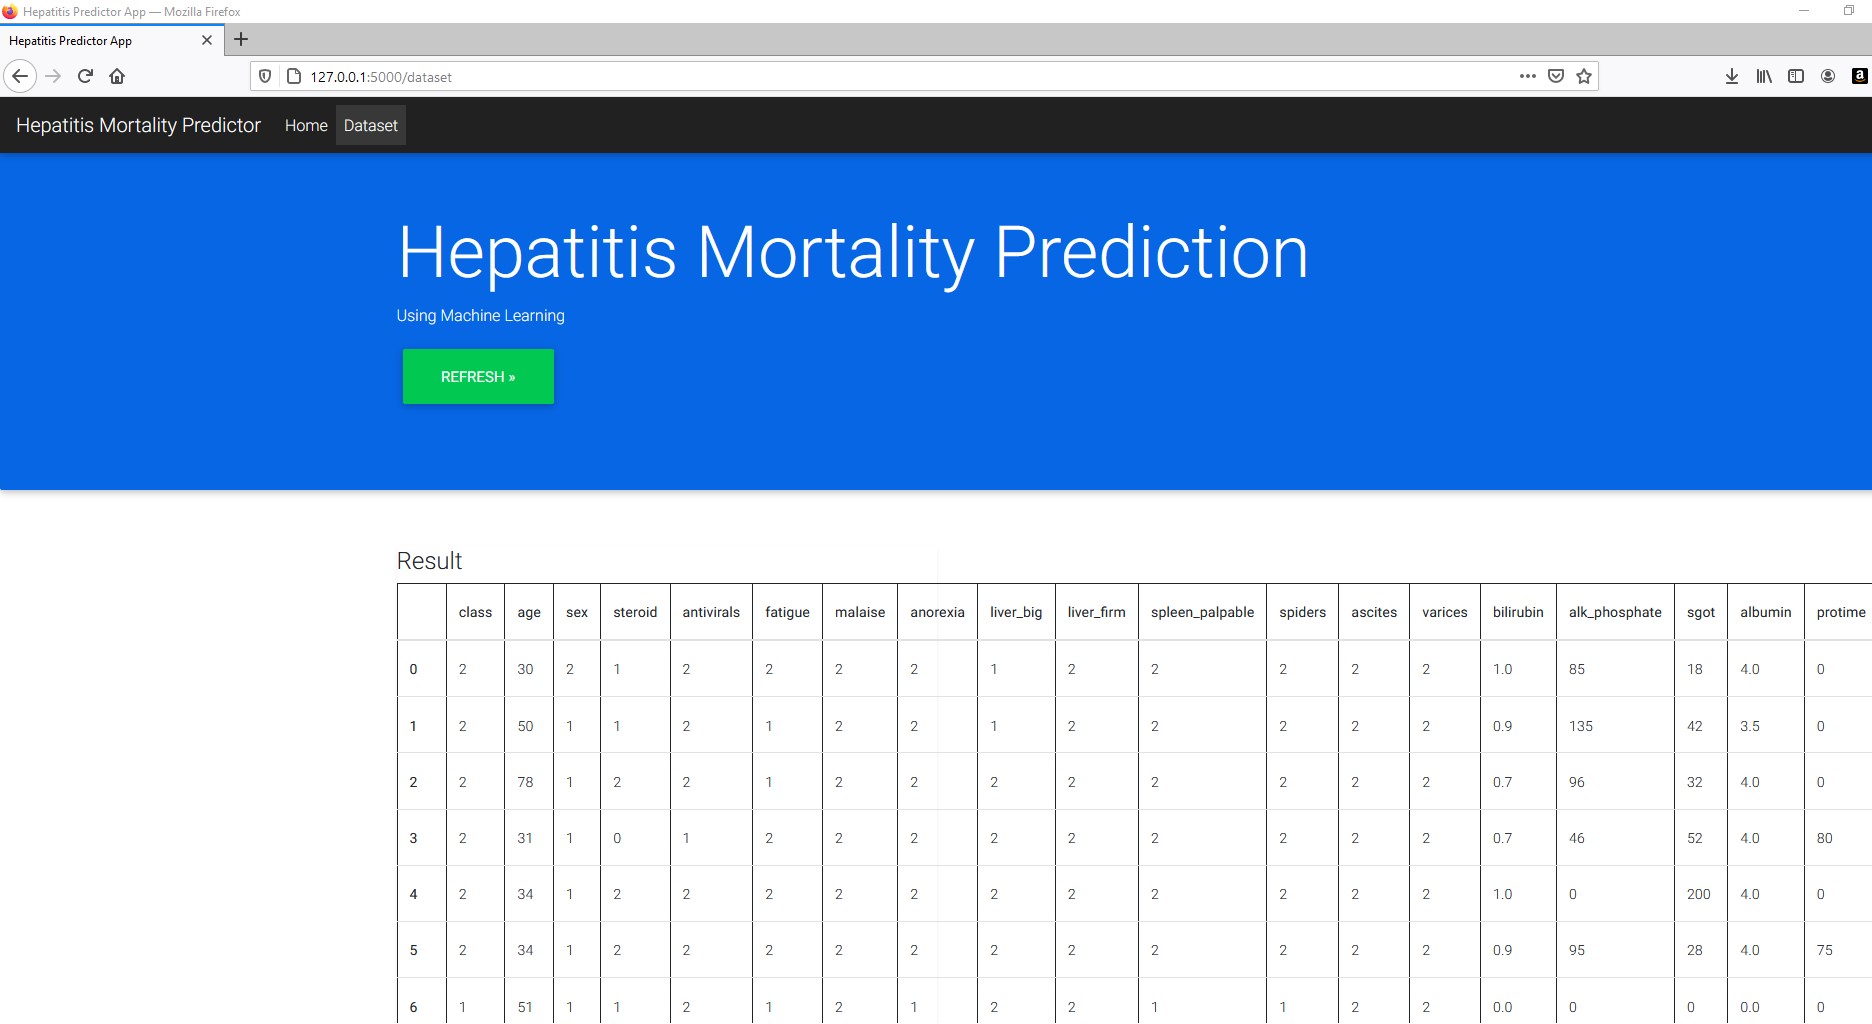 Hepatitis Predictor App — Mozilla Firefox
Hepatitis Predictor App
127.0.0.1:5000/dataset
Hepatitis Mortality Predictor Home Dataset
Hepatitis Mortality Prediction
Using Machine Learning
REFRESH »
Result
class age sex steroid antivirals fatigue malaise anorexia liver_big liver_firm spleen_palpable spiders ascites varices bilirubin alk_phosphate sgot albumin protime
0 2 30 2 1 2 2 2 2 1 2 2 2 2 2 1.0 85 18 4.0 0
1 2 50 1 1 2 1 2 2 1 2 2 2 2 2 0.9 135 42 3.5 0
2 2 78 1 2 2 1 2 2 2 2 2 2 2 2 0.7 96 32 4.0 0
3 2 31 1 0 1 2 2 2 2 2 2 2 2 2 0.7 46 52 4.0 80
4 2 34 1 2 2 2 2 2 2 2 2 2 2 2 1.0 0 200 4.0 0
5 2 34 1 2 2 2 2 2 2 2 2 2 2 2 0.9 95 28 4.0 75
6 1 51 1 1 2 1 2 1 2 2 1 1 2 2 0.0 0 0 0.0 0